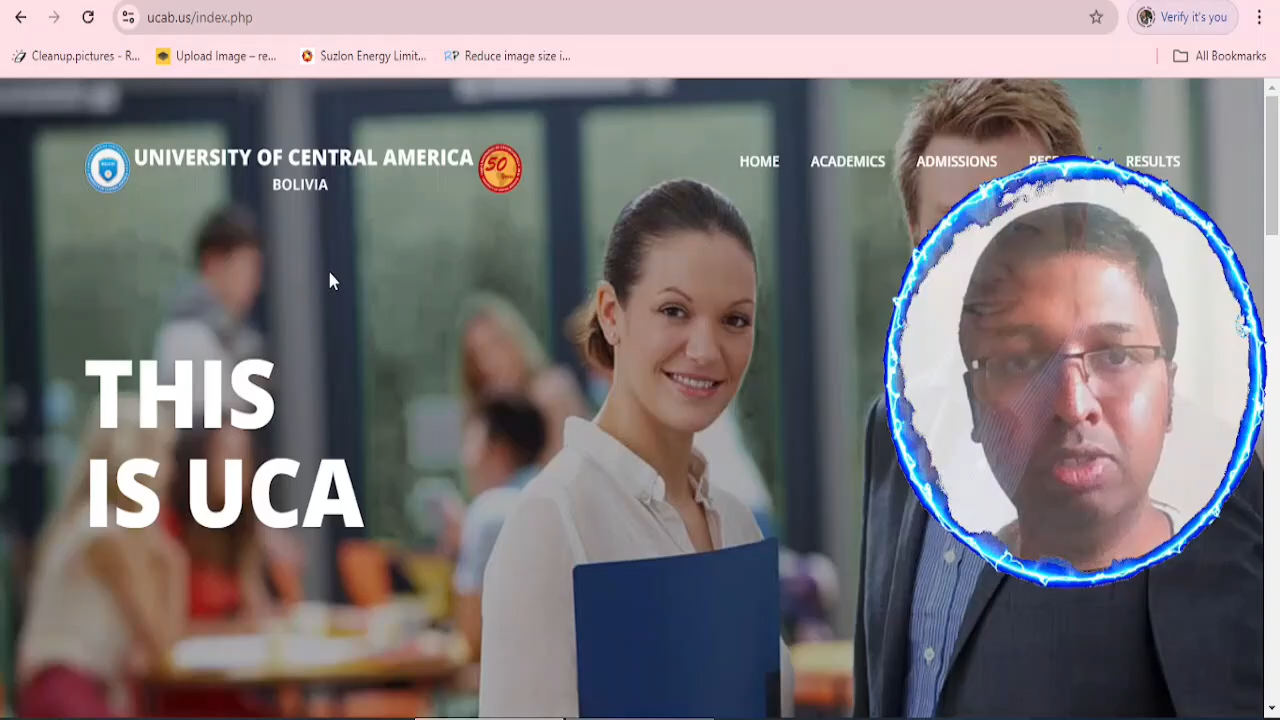 ucab.us/index.php
Verify it's you
Cleanup.pictures - R...
Upload Image – re...
Suzlon Energy Limit...
Reduce image size i...
All Bookmarks
UNIVERSITY OF CENTRAL AMERICA
BOLIVIA
50
HOME
ACADEMICS
ADMISSIONS
RESULTS
THIS
IS UCA